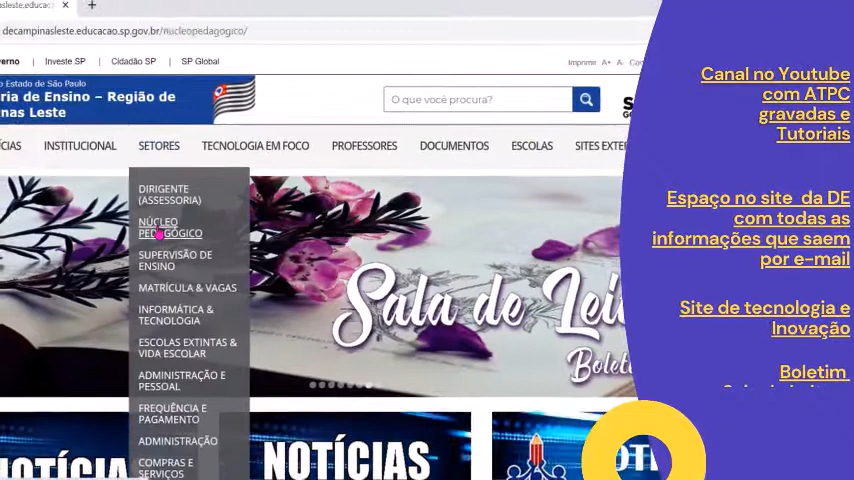 decampinasleste.educacao.sp.gov.br/nucleopedagogico/
Investe SP | Cidadão SP | SP Global
Imprimir A+ A-
Estado de São Paulo
ria de Ensino – Região de
nas Leste
O que você procura?
INSTITUCIONAL SETORES TECNOLOGIA EM FOCO PROFESSORES DOCUMENTOS ESCOLAS SITES
DIRIGENTE
(ASSESSORIA)
NÚCLEO
PEDAGÓGICO
SUPERVISÃO DE
ENSINO
MATRÍCULA & VAGAS
INFORMÁTICA &
TECNOLOGIA
ESCOLAS EXTINTAS &
VIDA ESCOLAR
ADMINISTRAÇÃO E
PESSOAL
FREQUÊNCIA E
PAGAMENTO
ADMINISTRAÇÃO
COMPRAS E
SERVIÇOS
Sala de Lei
Bolet
NOTÍCIAS
Canal no Youtube
com ATPC
gravadas e
Tutoriais
Espaço no site da DE
com todas as
informações que saem
por e-mail
Site de tecnologia e
Inovação
Boletim